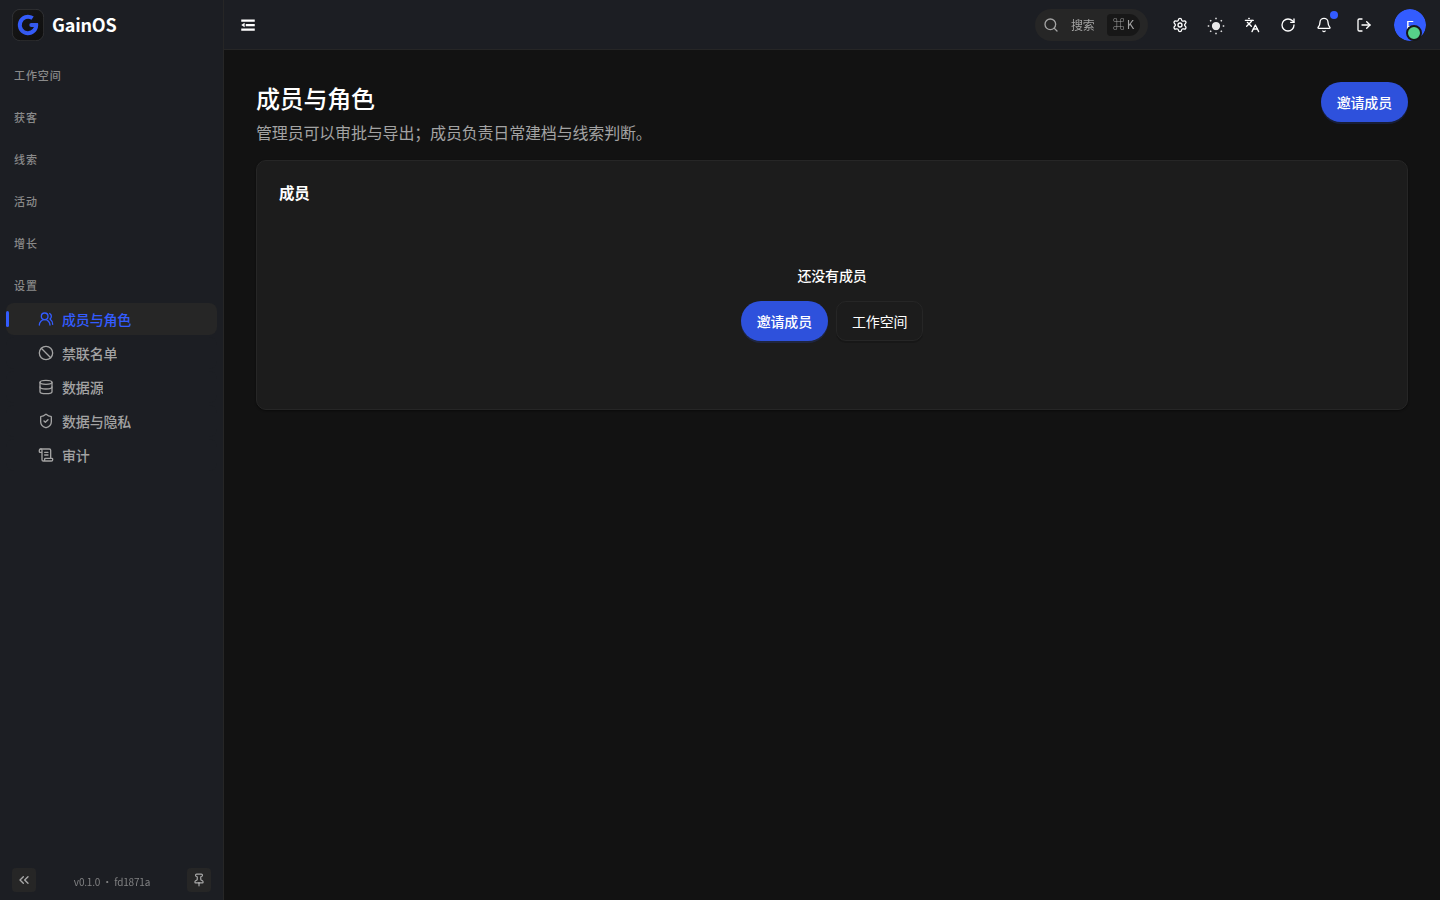 GainOS
搜索 ⌘K
工作空间
获客
线索
活动
增长
设置
成员与角色
禁联名单
数据源
数据与隐私
审计
v0.1.0 · fd1871a
成员与角色
邀请成员
管理员可以审批与导出；成员负责日常建档与线索判断。
成员
还没有成员
邀请成员
工作空间